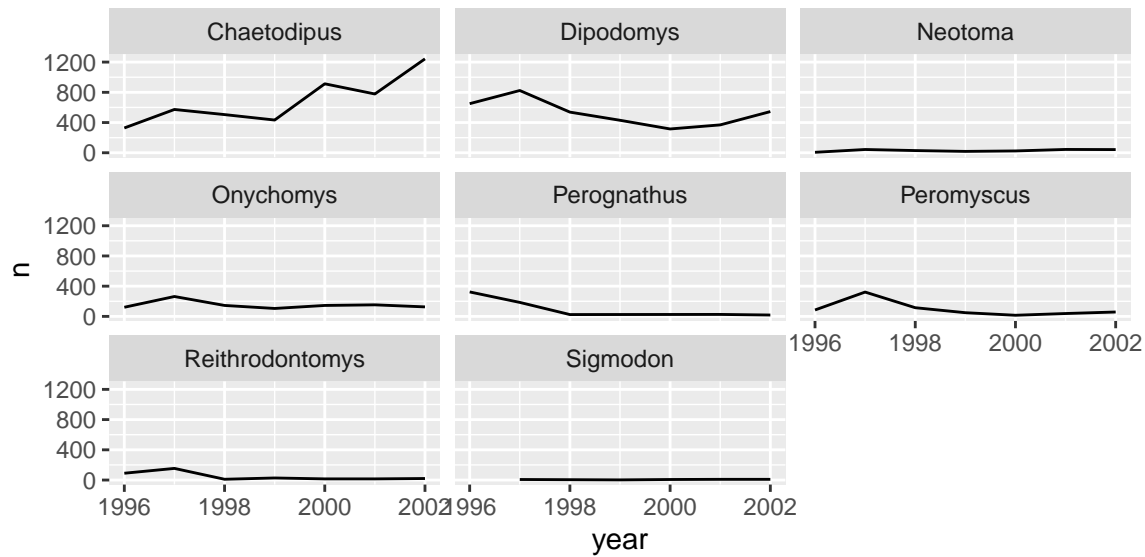 Chaetodipus Dipodomys Neotoma
1200
800
400
0
Onychomys Perognathus Peromyscus
1200
800
400
0
1996 1998 2000 2002
Reithrodontomys Sigmodon
1200
800
400
0
1996 1998 2000 2002 1996 1998 2000 2002
n
year